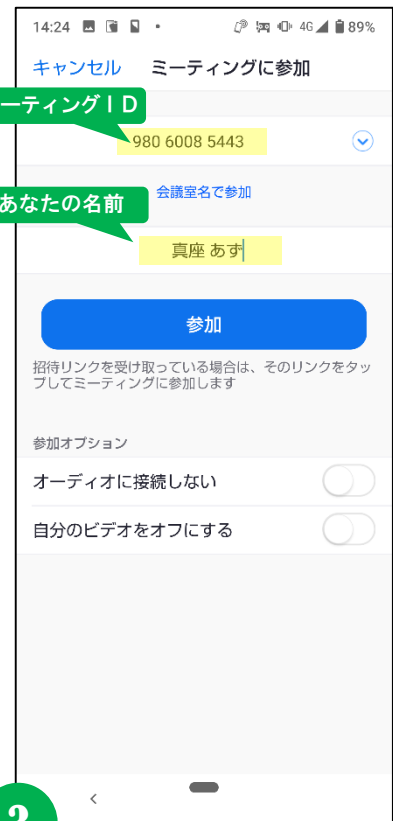 14:24 4G 89%
キャンセル ミーティングに参加
ーティングＩＤ
980 6008 5443
会議室名で参加
あなたの名前
真座 あず
参加
招待リンクを受け取っている場合は、そのリンクをタッ
プしてミーティングに参加します
参加オプション
オーディオに接続しない
自分のビデオをオフにする